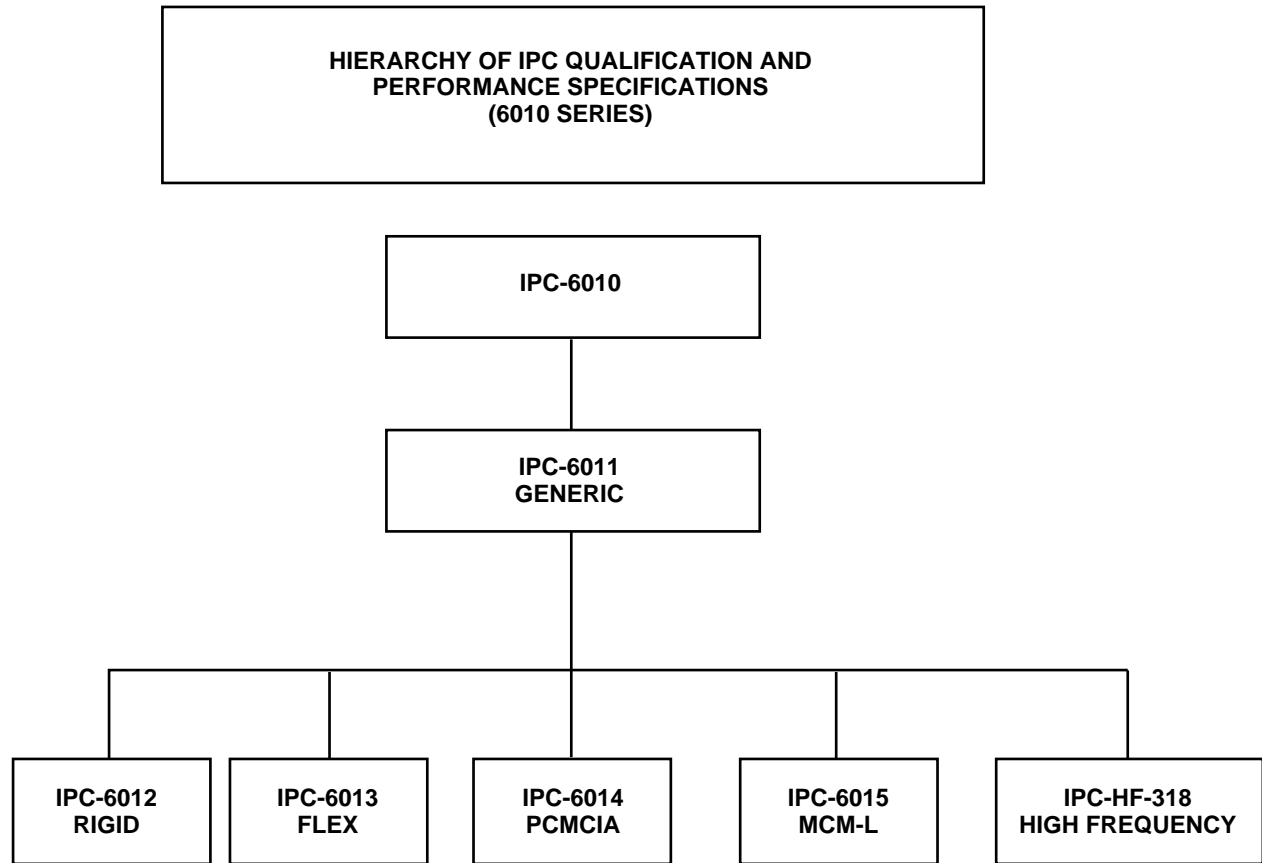 HIERARCHY OF IPC QUALIFICATION AND
PERFORMANCE SPECIFICATIONS
(6010 SERIES)
IPC-6010
IPC-6011
GENERIC
IPC-6012
RIGID
IPC-6013
FLEX
IPC-6014
PCMCIA
IPC-6015
MCM-L
IPC-HF-318
HIGH FREQUENCY